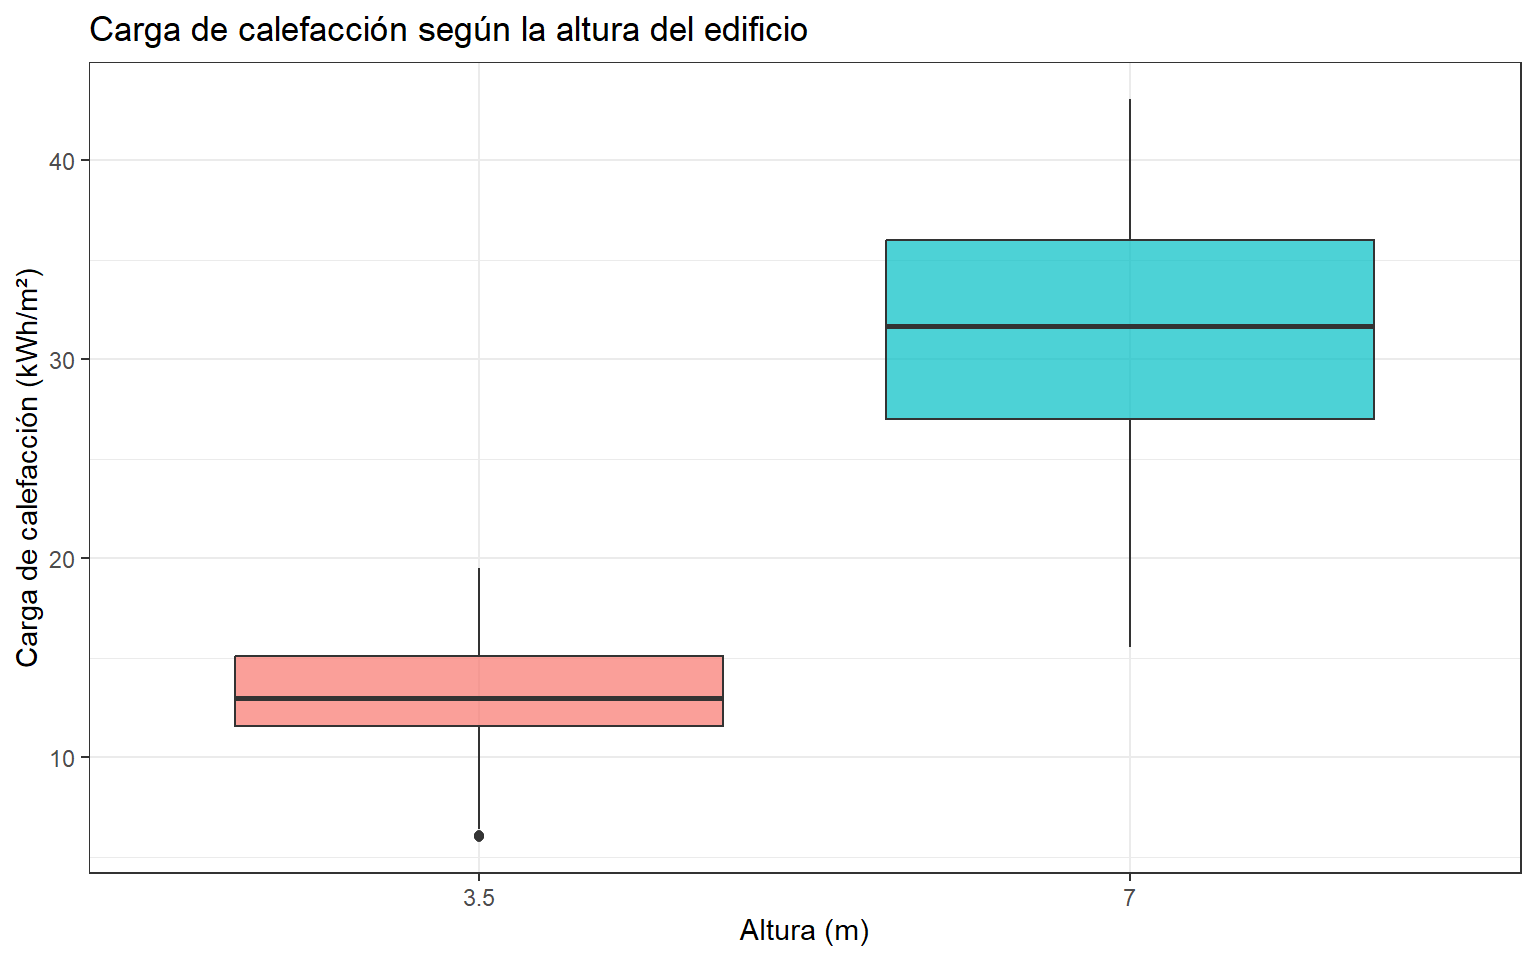 Carga de calefacción según la altura del edificio
Carga de calefacción (kWh/m²)
40
30
20
10
3.5
7
Altura (m)